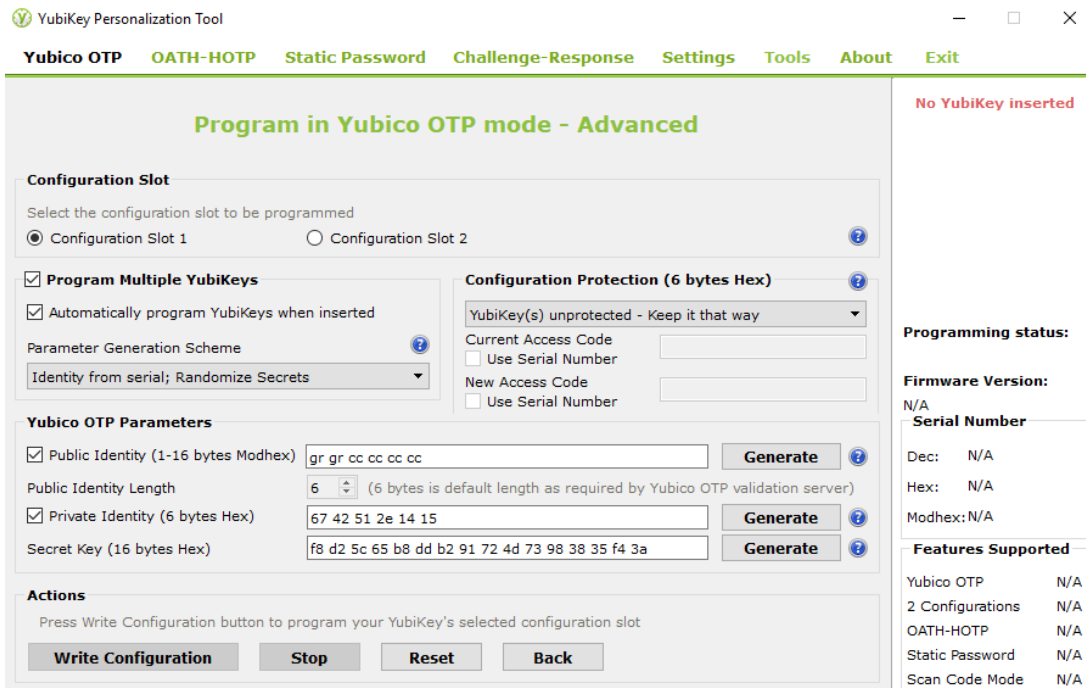 YubiKey Personalization Tool
Yubico OTP OATH-HOTP Static Password Challenge-Response Settings Tools About Exit
No YubiKey inserted
Program in Yubico OTP mode - Advanced
Configuration Slot
Select the configuration slot to be programmed
Configuration Slot 1 Configuration Slot 2
Program Multiple YubiKeys
Automatically program YubiKeys when inserted
Parameter Generation Scheme
Identity from serial; Randomize Secrets
Configuration Protection (6 bytes Hex)
YubiKey(s) unprotected - Keep it that way
Current Access Code
Use Serial Number
New Access Code
Use Serial Number
Yubico OTP Parameters
Public Identity (1-16 bytes Modhex) gr gr cc cc cc cc Generate
Public Identity Length 6 (6 bytes is default length as required by Yubico OTP validation server)
Private Identity (6 bytes Hex) 67 42 51 2e 14 15 Generate
Secret Key (16 bytes Hex) f8 d2 5c 65 b8 dd b2 91 72 4d 73 98 38 35 f4 3a Generate
Actions
Press Write Configuration button to program your YubiKey's selected configuration slot
Write Configuration Stop Reset Back
Programming status:
Firmware Version:
N/A
Serial Number
Dec: N/A
Hex: N/A
Modhex: N/A
Features Supported
Yubico OTP N/A
2 Configurations N/A
OATH-HOTP N/A
Static Password N/A
Scan Code Mode N/A